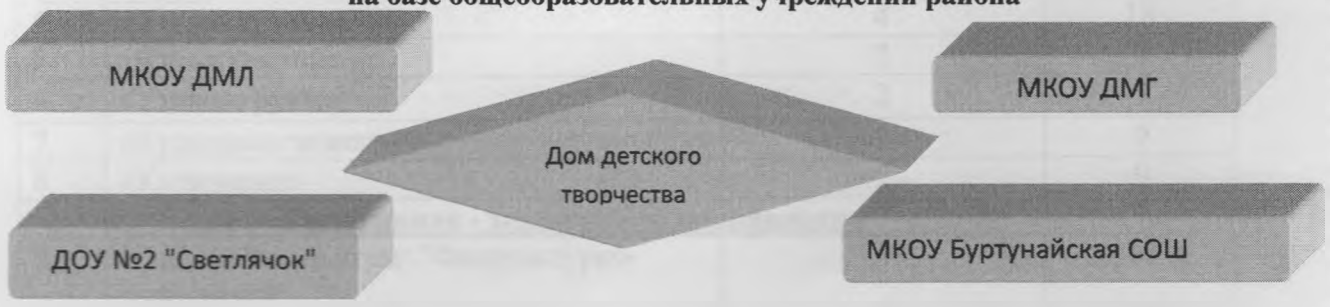 на базе общеобразовательных учреждений района
МКОУ ДМЛ
МКОУ ДМГ
Дом детского
творчества
ДОУ №2 "Светлячок"
МКОУ Буртунайская СОШ